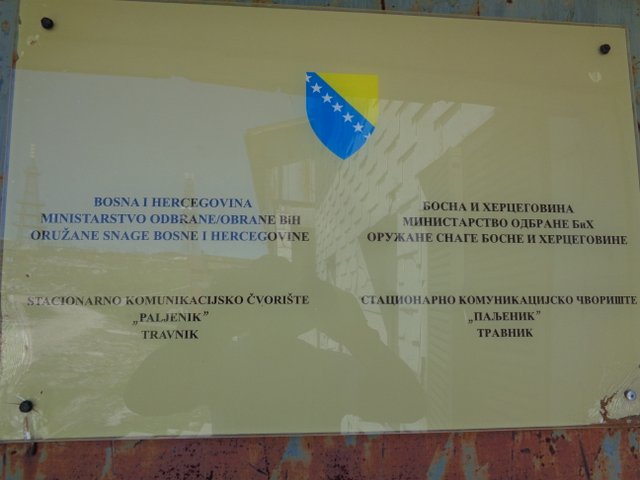 BOSNA I HERCEGOVINA
MINISTARSTVO ODBRANE/OBRANE BiH
ORUŽANE SNAGE BOSNE I HERCEGOVINE
STACIONARNO KOMUNIKACIJSKO ČVORIŠTE
„PALJENIK”
TRAVNIK
БОСНА И ХЕРЦЕГОВИНА
МИНИСТАРСТВО ОДБРАНЕ БиХ
ОРУЖАНЕ СНАГЕ БОСНЕ И ХЕРЦЕГОВИНЕ
СТАЦИОНАРНО КОМУНИКАЦИЈСКО ЧВОРИШТЕ
„ПАЉЕНИК”
ТРАВНИК